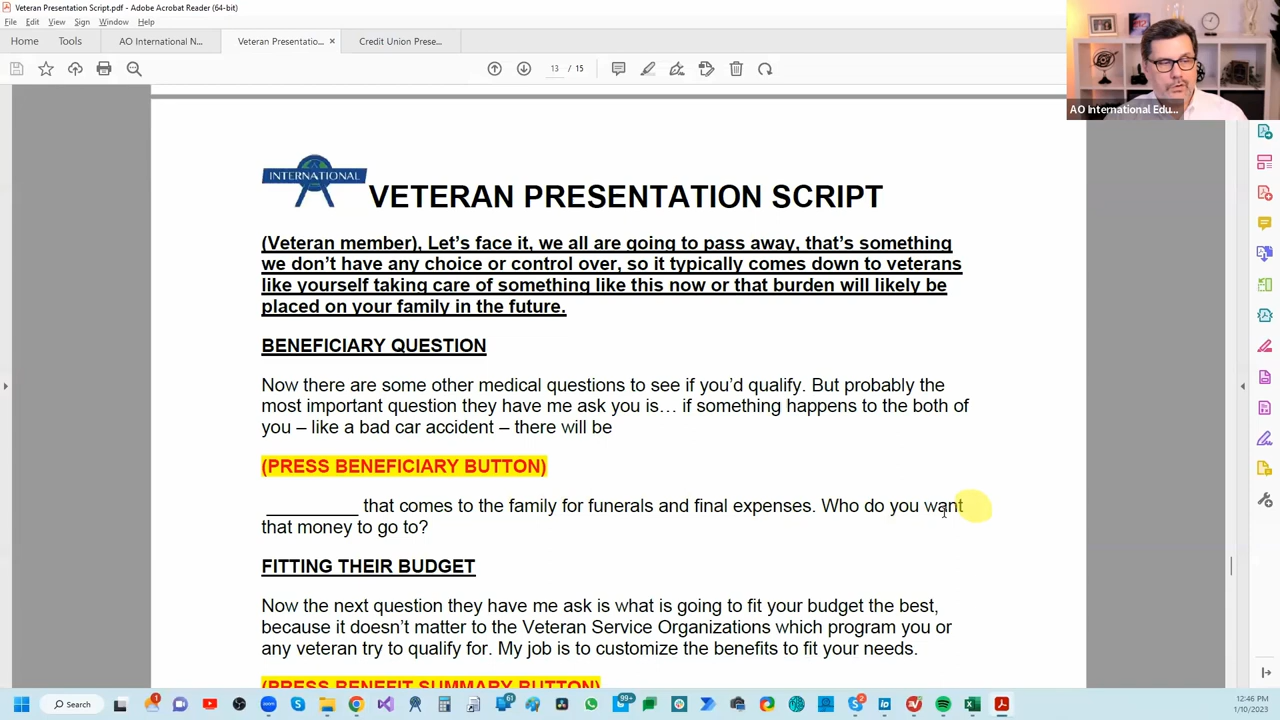 Veteran Presentation Script.pdf - Adobe Acrobat Reader (64-bit)
File Edit View Sign Window Help
Home Tools AO International N... Veteran Presentatio... × Credit Union Prese...
13 / 15
AO International Edu...
INTERNATIONAL
VETERAN PRESENTATION SCRIPT
(Veteran member), Let's face it, we all are going to pass away, that's something
we don't have any choice or control over, so it typically comes down to veterans
like yourself taking care of something like this now or that burden will likely be
placed on your family in the future.
BENEFICIARY QUESTION
Now there are some other medical questions to see if you'd qualify. But probably the
most important question they have me ask you is… if something happens to the both of
you – like a bad car accident – there will be
(PRESS BENEFICIARY BUTTON)
_________ that comes to the family for funerals and final expenses. Who do you want
that money to go to?
FITTING THEIR BUDGET
Now the next question they have me ask is what is going to fit your budget the best,
because it doesn't matter to the Veteran Service Organizations which program you or
any veteran try to qualify for. My job is to customize the benefits to fit your needs.
(PRESS BENEFIT SUMMARY BUTTON)
Search
1
61
99+
2
12:46 PM
1/10/2023